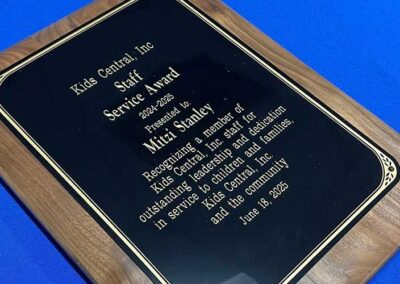 Kids Central, Inc
Staff
Service Award
2024-2025
Presented to:
Mitzi Stanley
Recognizing a member of
Kids Central, Inc. staff for
outstanding leadership and dedication
in service to children and families,
Kids Central, Inc.
and the community
June 18, 2025